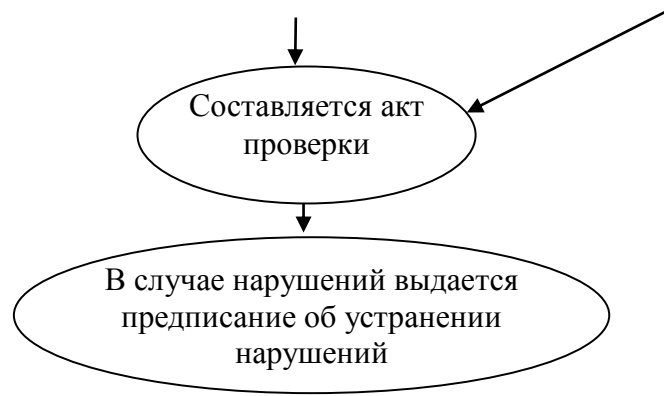 Составляется акт
проверки
В случае нарушений выдается
предписание об устранении
нарушений